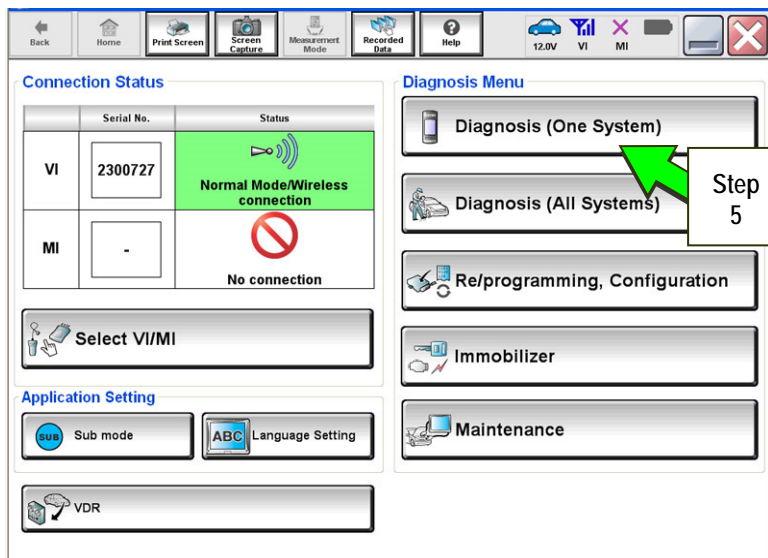 Back
Home
Print Screen
Screen
Capture
Measurement
Mode
Recorded
Data
Help
12.0V
VI
MI
Connection Status
Serial No.
Status
VI
2300727
Normal Mode/Wireless
connection
MI
-
No connection
Select VI/MI
Application Setting
SUB
Sub mode
ABC
Language Setting
VDR
Diagnosis Menu
Diagnosis (One System)
Step
5
Diagnosis (All Systems)
Re/programming, Configuration
Immobilizer
Maintenance